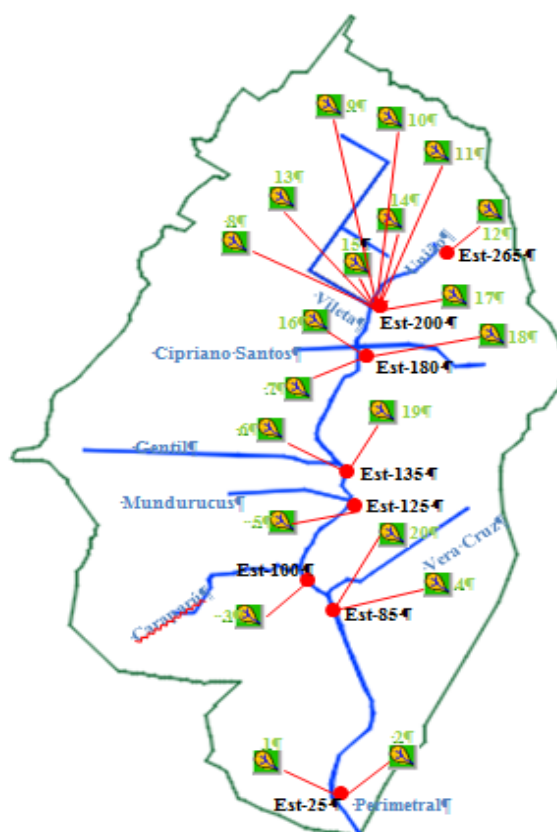 9¶
10¶
11¶
13¶
14¶
·8¶
12¶
União¶
Est-265·¶
15¶
17¶
Vileta¶
Est-200·¶
16¶
18¶
·Cipriano·Santos¶
Est-180·¶
·7¶
19¶
·6¶
·Gentil¶
Est-135·¶
·Mundurucus¶
Est-125·¶
·5¶
20¶
Vera·Cruz¶
Est-100·¶
·4¶
·3¶
Est-85·¶
·Caraparú¶
·1¶
·2¶
Est-25·¶
·Perimetral¶